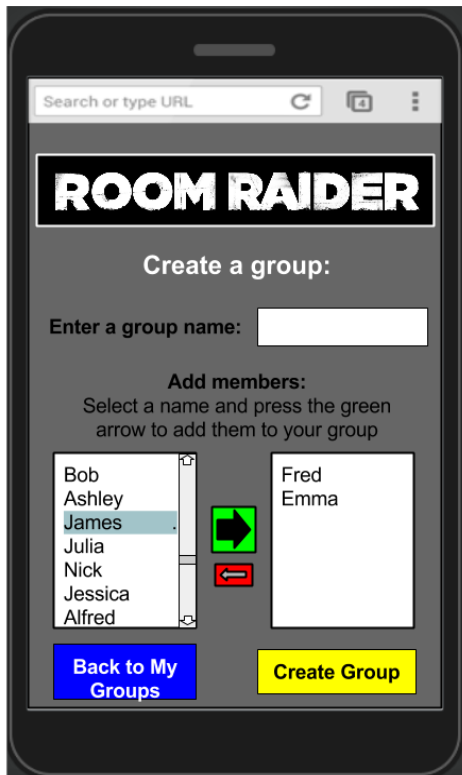 Search or type URL
4
ROOM RAIDER
Create a group:
Enter a group name:
Add members:
Select a name and press the green
arrow to add them to your group
Bob
Ashley
James .
Julia
Nick
Jessica
Alfred
Fred
Emma
Back to My
Groups
Create Group